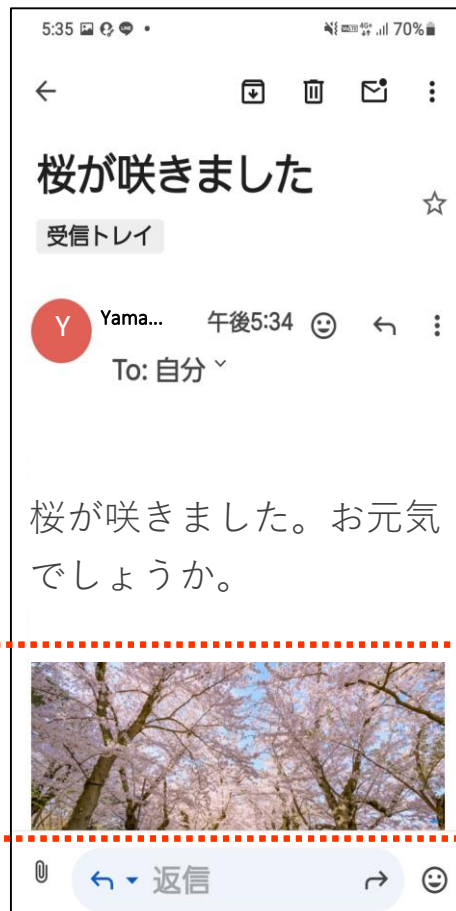 5:35 4G+ 70%
桜が咲きました
受信トレイ
Y Yama... 午後5:34
To: 自分
桜が咲きました。お元気
でしょうか。
返信